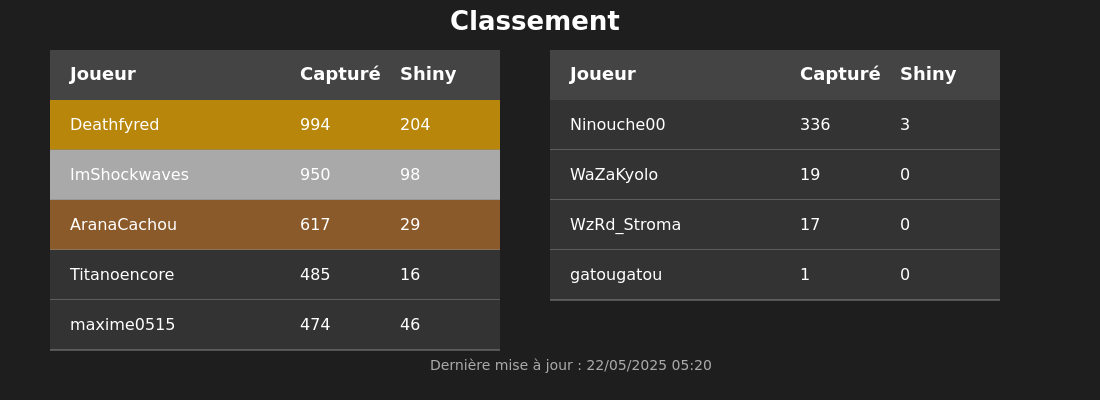 Classement
Joueur Capturé Shiny
Deathfyred 994 204
ImShockwaves 950 98
AranaCachou 617 29
Titanoencore 485 16
maxime0515 474 46
Joueur Capturé Shiny
Ninouche00 336 3
WaZaKyolo 19 0
WzRd_Stroma 17 0
gatougatou 1 0
Dernière mise à jour : 22/05/2025 05:20